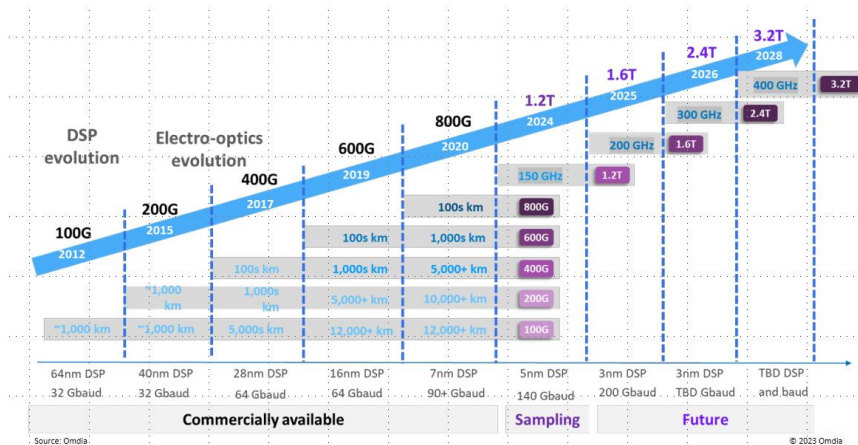 3.2T
2028
2.4T
2026
1.6T
2025
1.2T
2024
800G
2020
600G
2019
400G
2017
200G
2015
100G
2012
DSP
evolution
Electro-optics
evolution
400 GHz 3.2T
300 GHz 2.4T
200 GHz 1.6T
150 GHz 1.2T
100s km 800G
100s km 1,000s km 600G
100s km 1,000s km 5,000+ km 400G
~1,000
km
1,000s
km
5,000+ km 10,000+ km 200G
~1,000 km ~1,000 km 5,000s km 12,000+ km 12,000+ km 100G
64nm DSP 40nm DSP 28nm DSP 16nm DSP 7nm DSP 5nm DSP 3nm DSP 3nm DSP TBD DSP
32 Gbaud 32 Gbaud 64 Gbaud 64 Gbaud 90+ Gbaud 140 Gbaud 200 Gbaud TBD Gbaud and baud
Commercially available Sampling Future
Source: Omdia © 2023 Omdia